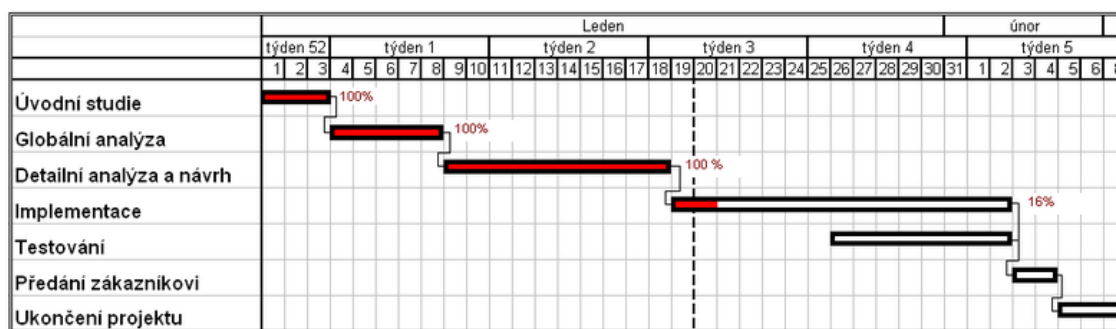 Leden únor
týden 52 týden 1 týden 2 týden 3 týden 4 týden 5
1 2 3 4 5 6 7 8 9 10 11 12 13 14 15 16 17 18 19 20 21 22 23 24 25 26 27 28 29 30 31 1 2 3 4 5 6
Úvodní studie 100%
Globální analýza 100%
Detailní analýza a návrh 100 %
Implementace 16%
Testování
Předání zákazníkovi
Ukončení projektu